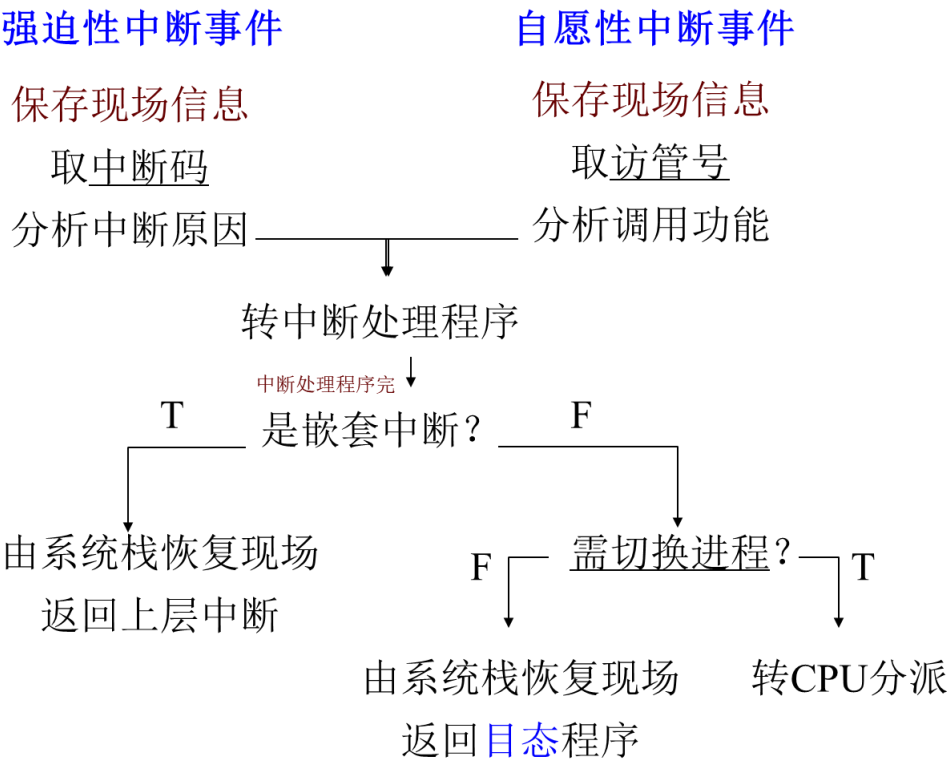 强迫性中断事件
自愿性中断事件
保存现场信息
取中断码
分析中断原因
保存现场信息
取访管号
分析调用功能
转中断处理程序
中断处理程序完
T
是嵌套中断？
F
由系统栈恢复现场
返回上层中断
F
需切换进程？
T
由系统栈恢复现场
返回目态程序
转CPU分派